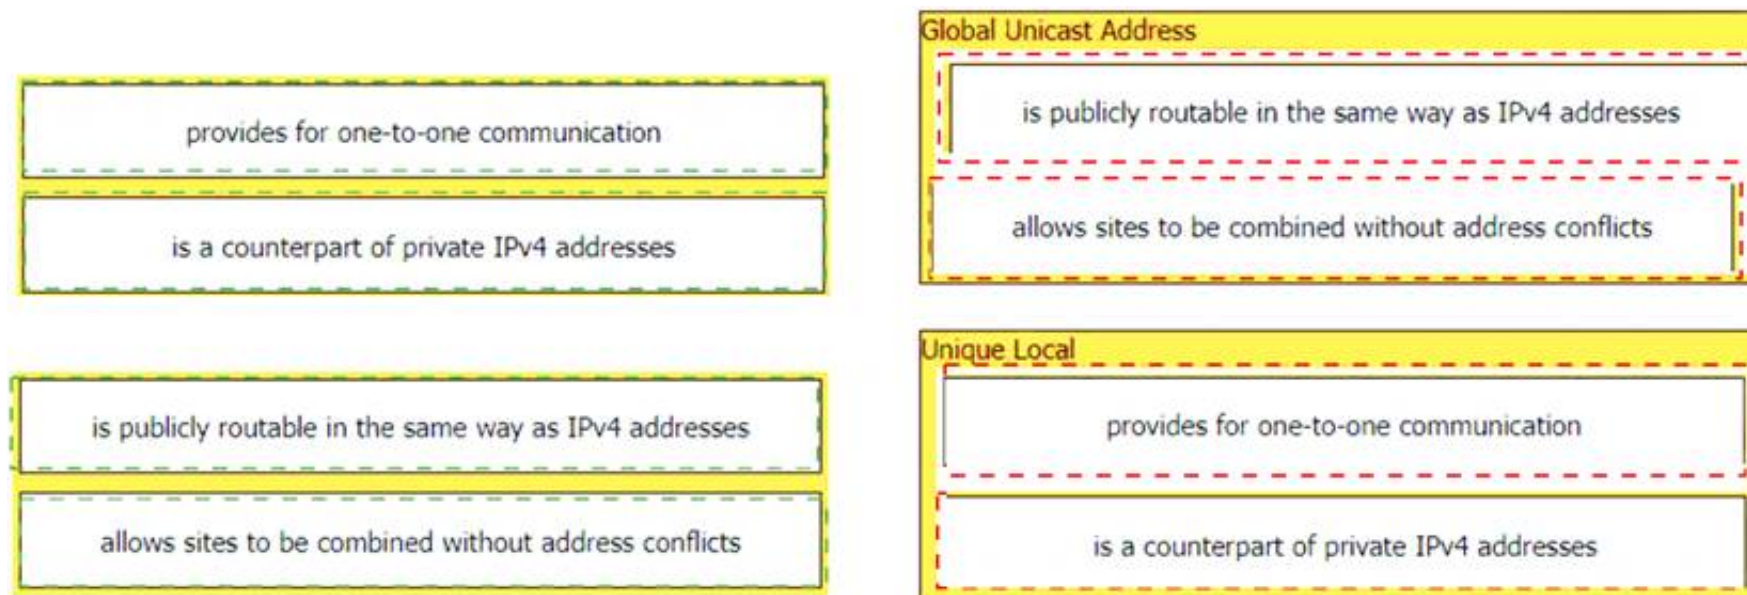 provides for one-to-one communication
is a counterpart of private IPv4 addresses
is publicly routable in the same way as IPv4 addresses
allows sites to be combined without address conflicts
Global Unicast Address
is publicly routable in the same way as IPv4 addresses
allows sites to be combined without address conflicts
Unique Local
provides for one-to-one communication
is a counterpart of private IPv4 addresses